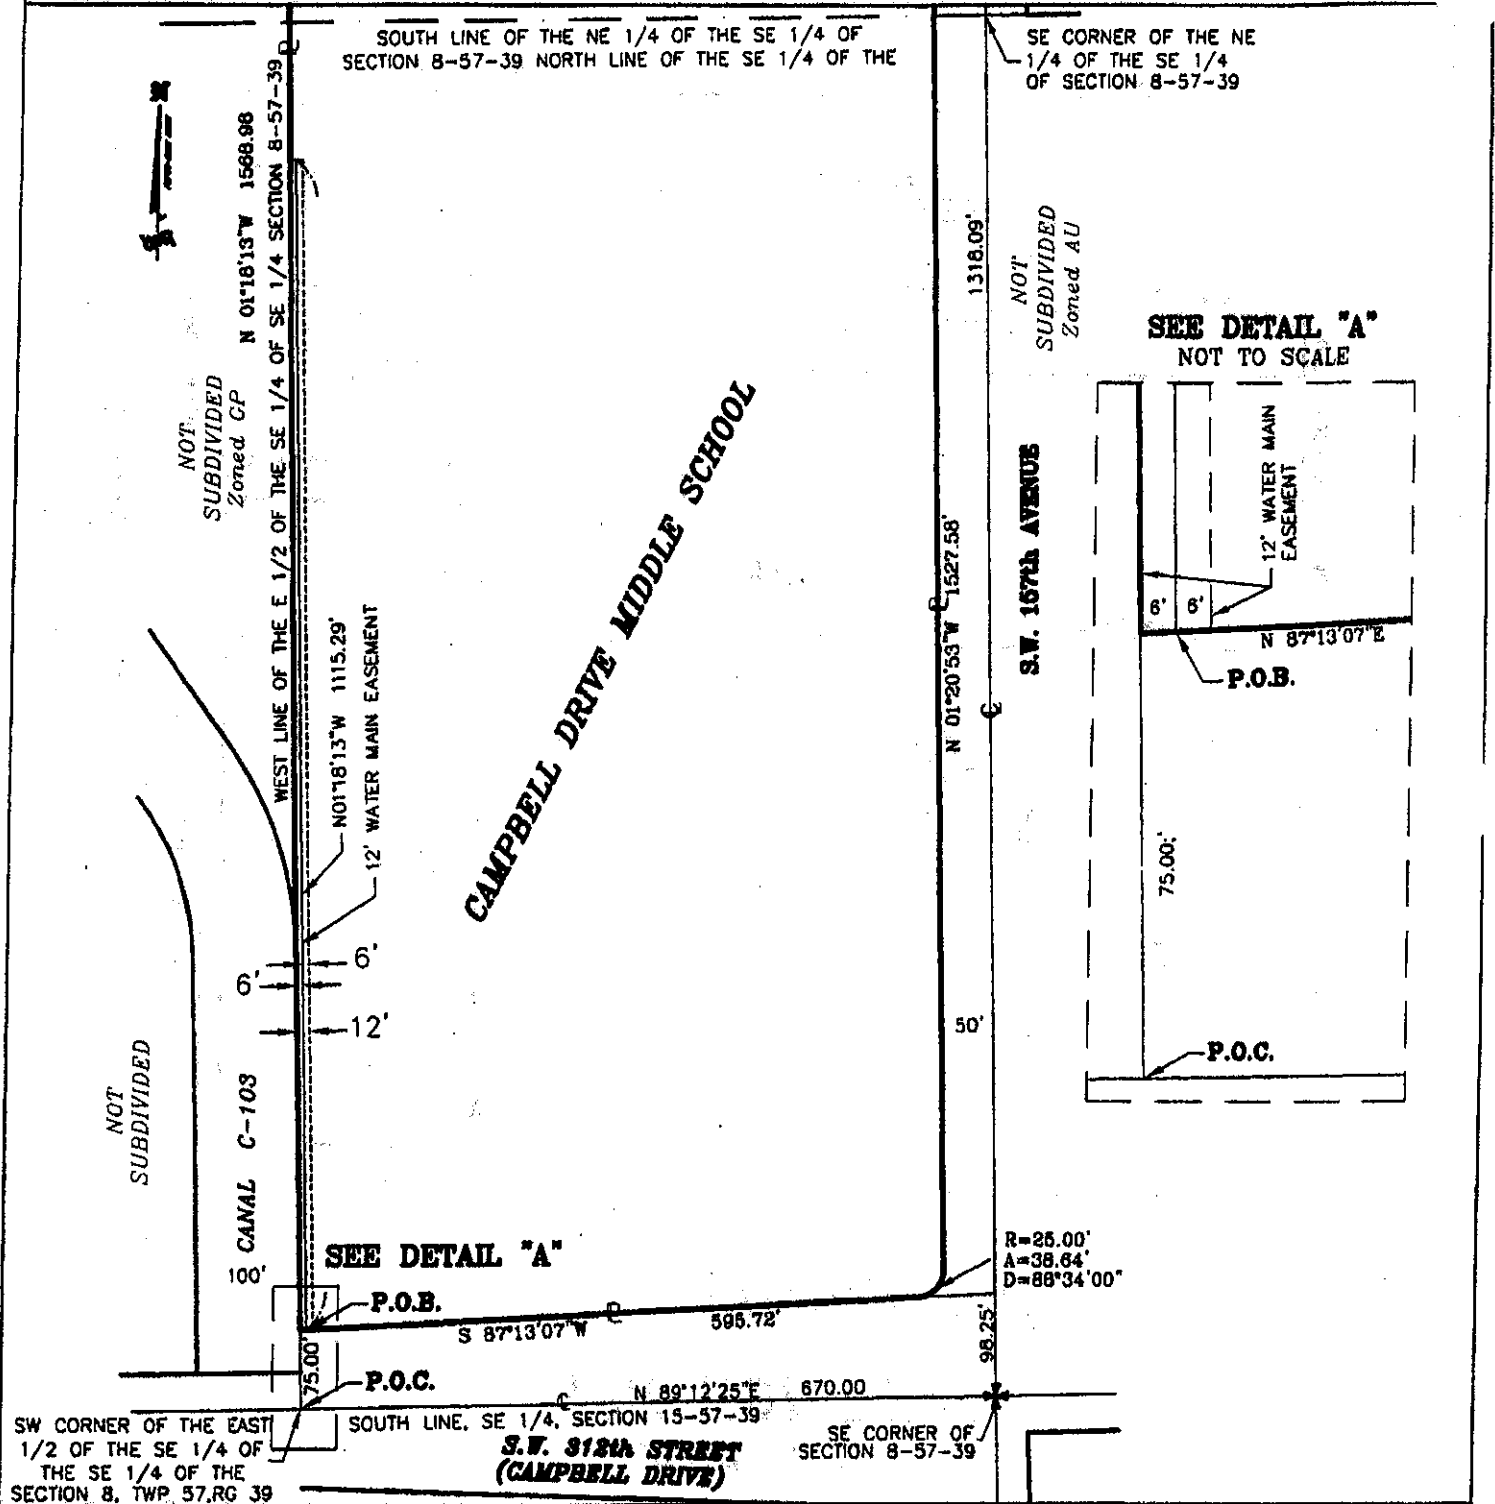 SOUTH LINE OF THE NE 1/4 OF THE SE 1/4 OF
SECTION 8-57-39 NORTH LINE OF THE SE 1/4 OF THE
SE CORNER OF THE NE
1/4 OF THE SE 1/4
OF SECTION 8-57-39
N 01°18'13"W 1568.98
WEST LINE OF THE E 1/2 OF THE SE 1/4 OF SE 1/4 SECTION 8-57-39
NOT
SUBDIVIDED
Zoned GP
1318.09'
NOT
SUBDIVIDED
Zoned AU
SEE DETAIL "A"
NOT TO SCALE
12' WATER MAIN
EASEMENT
6'
6'
N 87°13'07"E
P.O.B.
75.00'
P.O.C.
CAMPBELL DRIVE MIDDLE SCHOOL
N 01°20'53"W 1527.58'
S.W. 157th AVENUE
N01°18'13"W 1115.29'
12' WATER MAIN EASEMENT
6'
6'
12'
50'
NOT
SUBDIVIDED
CANAL C-103
100'
SEE DETAIL "A"
P.O.B.
S 87°13'07"W
595.72'
R=25.00'
A=38.64'
D=88°34'00"
98.25'
75.00'
P.O.C.
N 89°12'25"E 670.00
SOUTH LINE, SE 1/4, SECTION 15-57-39
SW CORNER OF THE EAST
1/2 OF THE SE 1/4 OF
THE SE 1/4 OF THE
SECTION 8, TWP 57,RG 39
S.W. 312th STREET
(CAMPBELL DRIVE)
SE CORNER OF
SECTION 8-57-39